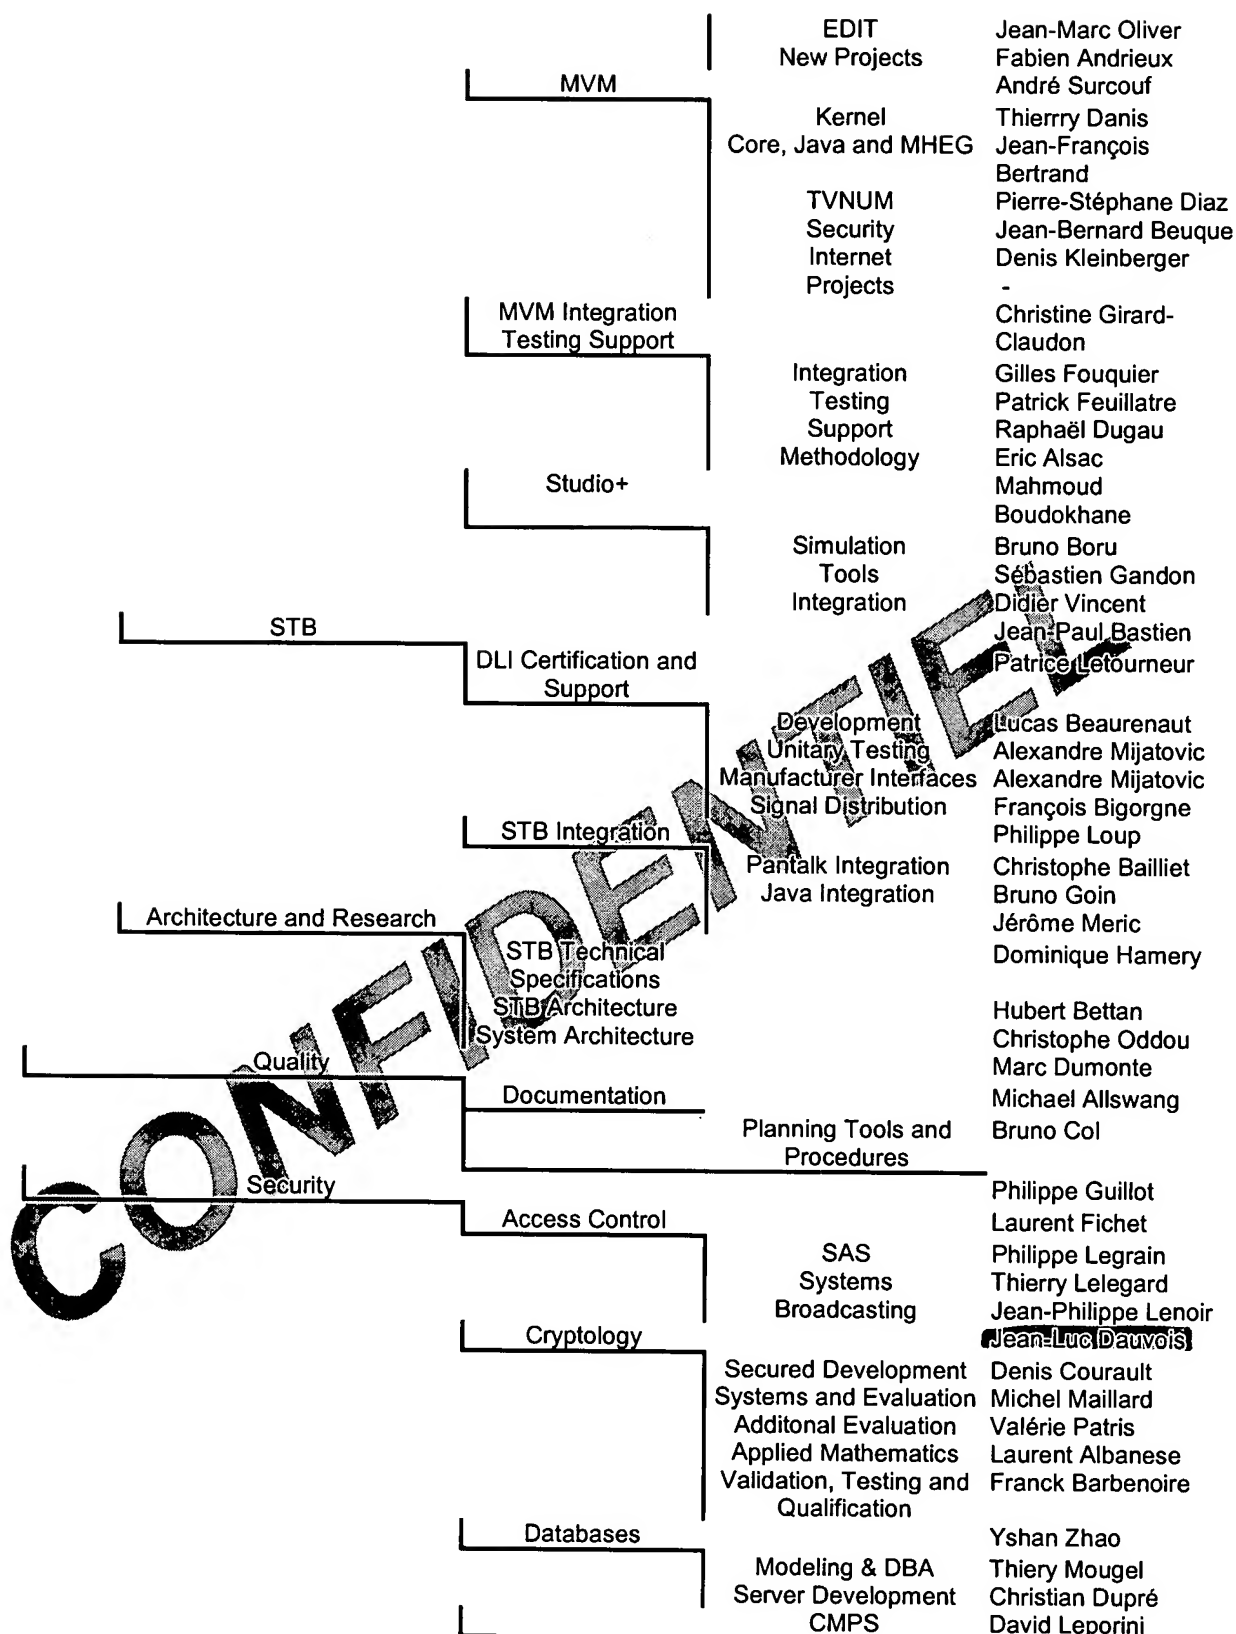 EDIT Jean-Marc Oliver
New Projects Fabien Andrieux
MVM André Surcouf
Kernel Thierrry Danis
Core, Java and MHEG Jean-François
Bertrand
TVNUM Pierre-Stéphane Diaz
Security Jean-Bernard Beuque
Internet Denis Kleinberger
Projects -
MVM Integration Christine Girard-
Testing Support Claudon
Integration Gilles Fouquier
Testing Patrick Feuillatre
Support Raphaël Dugau
Methodology Eric Alsac
Studio+ Mahmoud
Boudokhane
Simulation Bruno Boru
Tools Sébastien Gandon
Integration Didier Vincent
STB Jean-Paul Bastien
DLI Certification and Patrice Letourneur
Support
Development Lucas Beaurenaut
Unitary Testing Alexandre Mijatovic
Manufacturer Interfaces Alexandre Mijatovic
Signal Distribution François Bigorgne
STB Integration Philippe Loup
Pantalk Integration Christophe Bailliet
Java Integration Bruno Goin
Architecture and Research Jérôme Meric
STB Technical Dominique Hamery
Specifications
STB Architecture Hubert Bettan
System Architecture Christophe Oddou
Quality Marc Dumonte
Documentation Michael Allswang
Planning Tools and Bruno Col
Procedures
Security Philippe Guillot
Access Control Laurent Fichet
SAS Philippe Legrain
Systems Thierry Lelegard
Broadcasting Jean-Philippe Lenoir
Cryptology Jean-Luc Dauvois
Secured Development Denis Courault
Systems and Evaluation Michel Maillard
Additonal Evaluation Valérie Patris
Applied Mathematics Laurent Albanese
Validation, Testing and Franck Barbenoire
Qualification
Databases Yshan Zhao
Modeling & DBA Thiery Mougel
Server Development Christian Dupré
CMPS David Leporini
CONFIDENTIEL